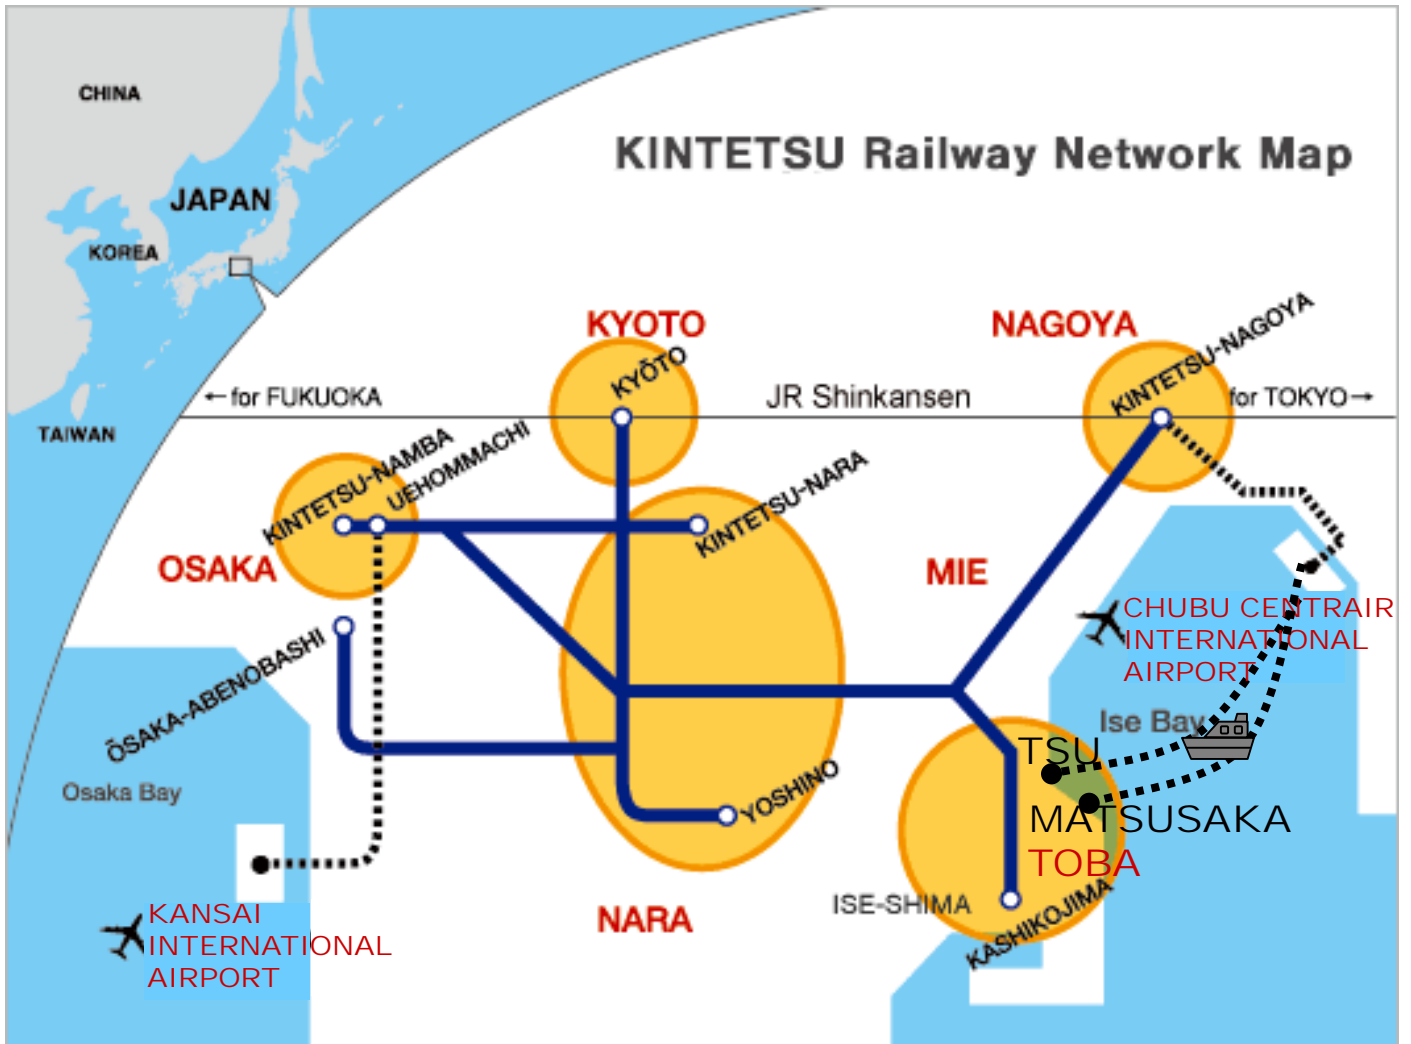 CHINA
KINTETSU Railway Network Map
JAPAN
KOREA
KYOTO
NAGOYA
KINTETSU-NAGOYA
KYŌTO
←for FUKUOKA
JR Shinkansen
for TOKYO→
TAIWAN
KINTETSU-NAMBA
UEHOMMACHI
KINTETSU-NARA
OSAKA
MIE
CHUBU CENTRAIR
INTERNATIONAL
AIRPORT
ŌSAKA-ABENOBASHI
Ise Bay
TSU
Osaka Bay
YOSHINO
MATSUSAKA
TOBA
ISE-SHIMA
KASHIKOJIMA
NARA
KANSAI
INTERNATIONAL
AIRPORT